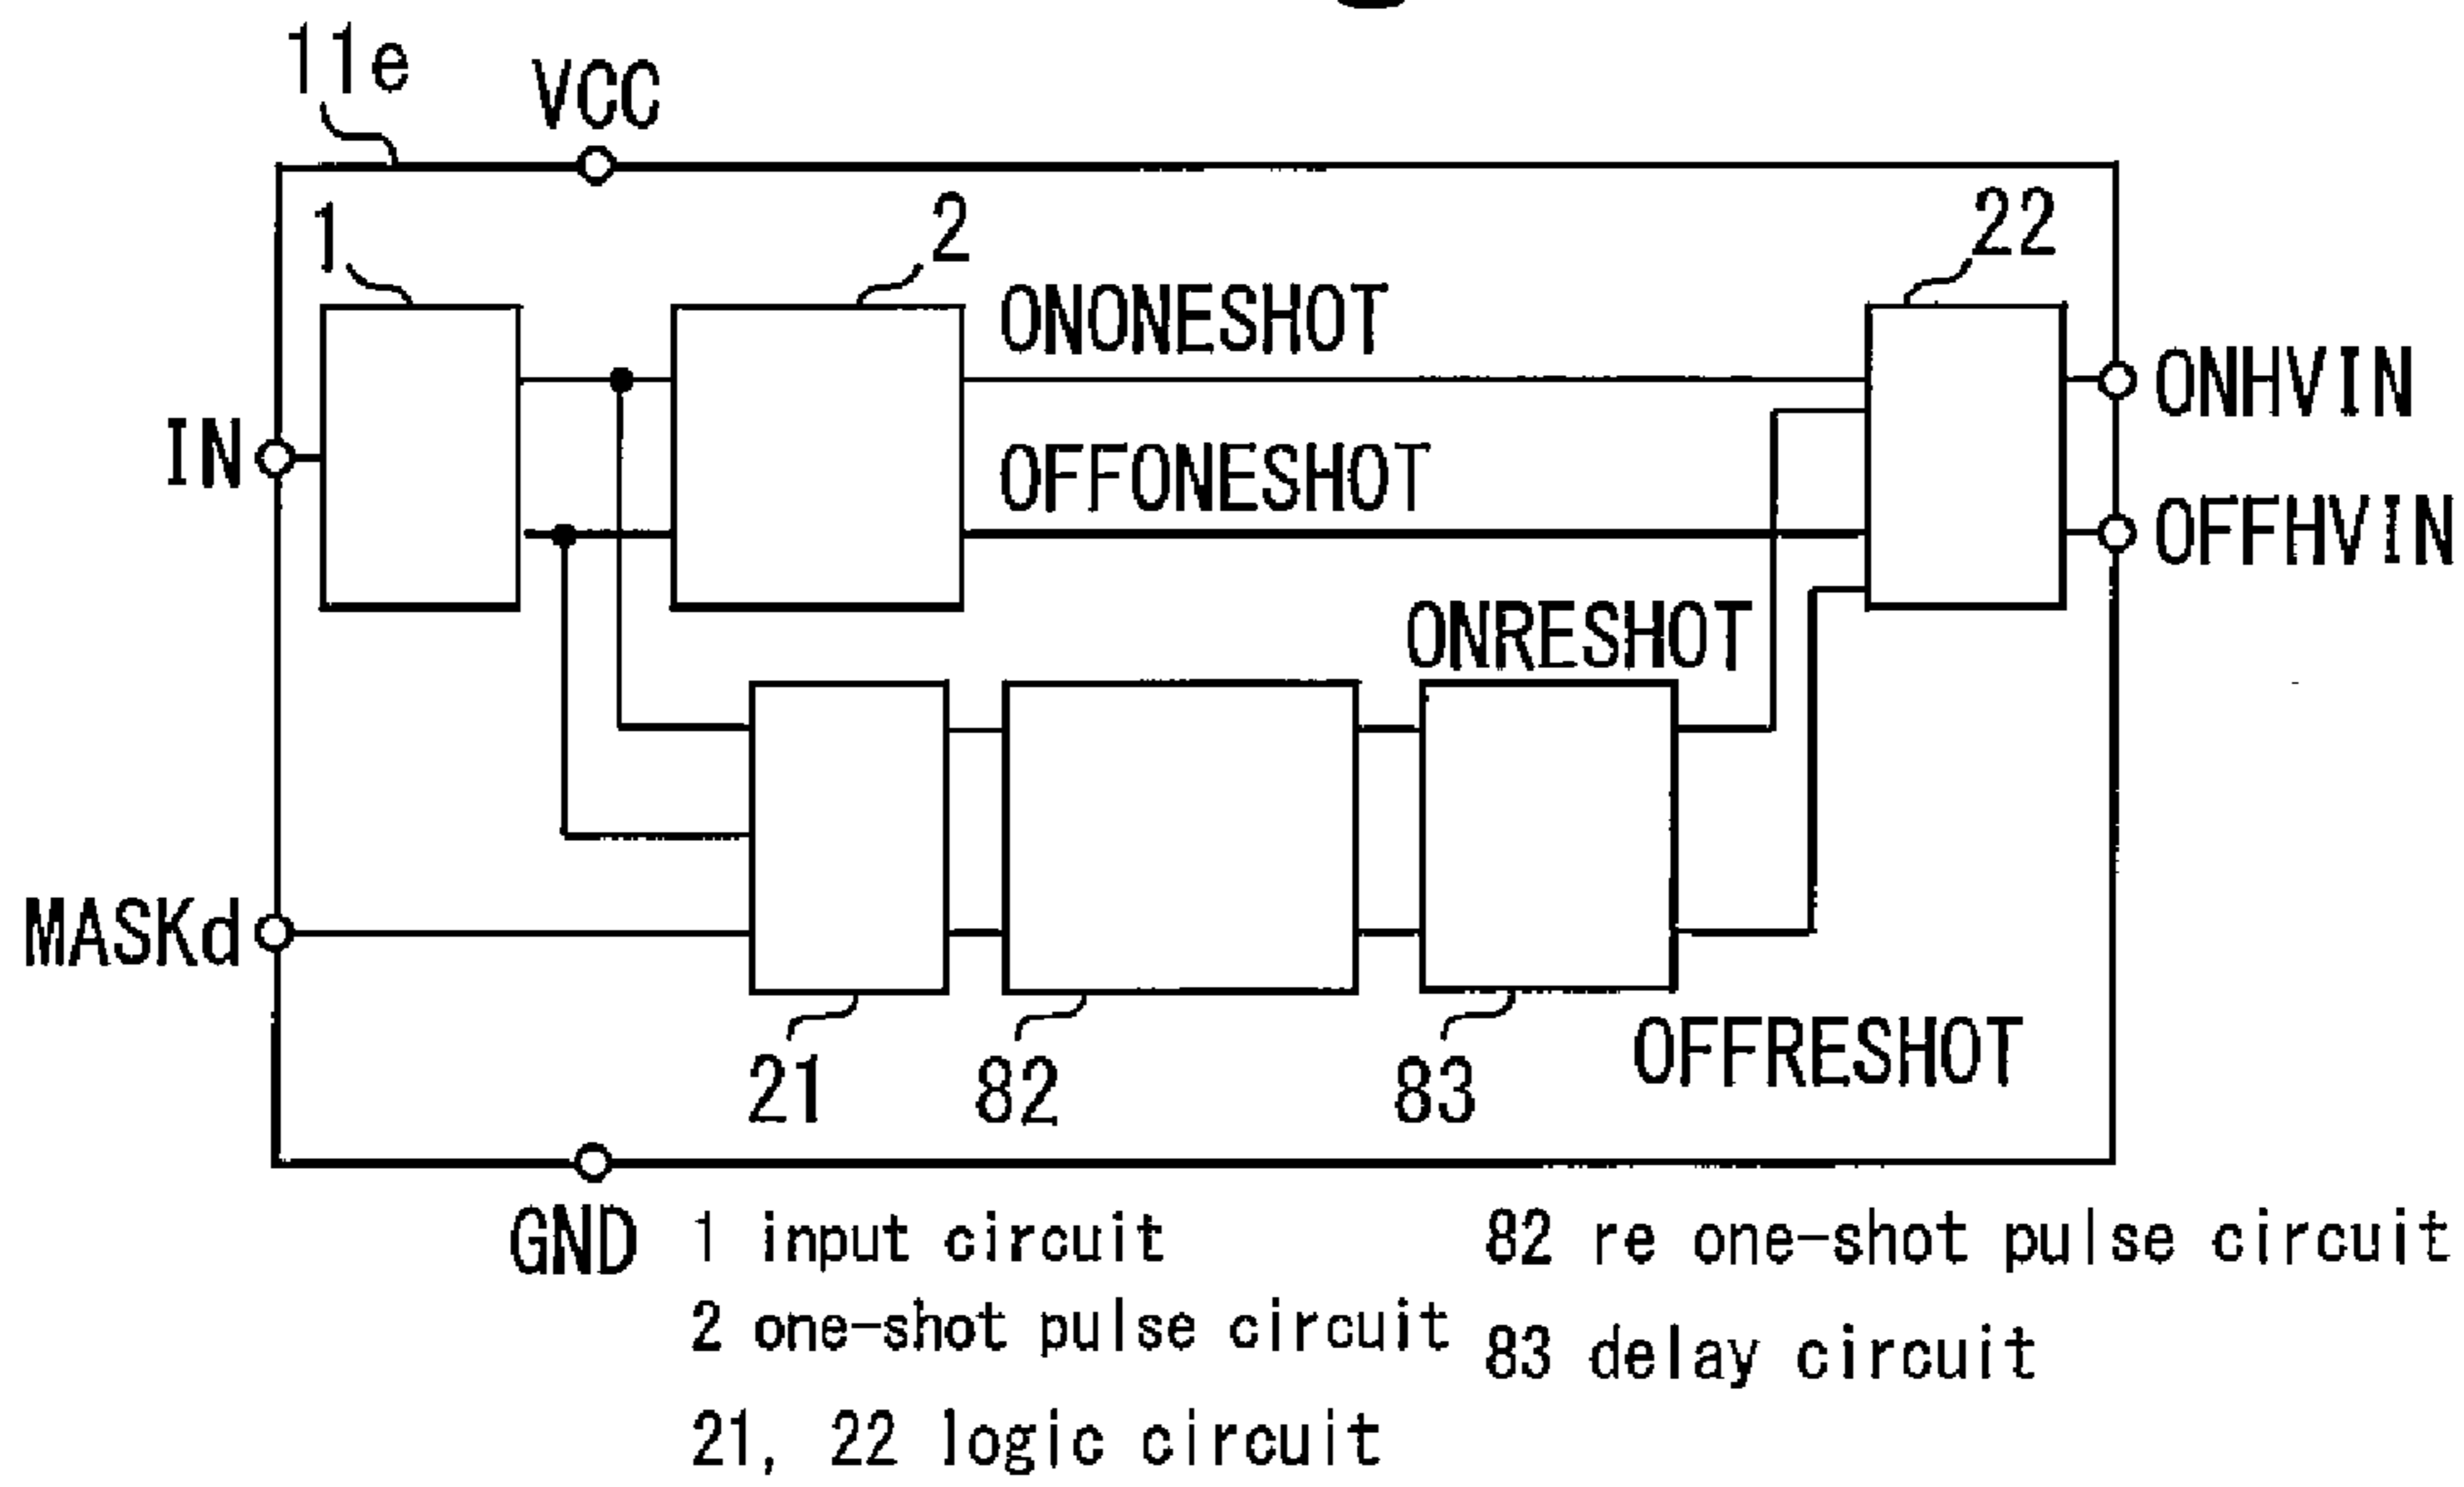 11e
VCC
1
2
22
ONONESHOT
ONHVIN
IN
OFFONESHOT
OFFHVIN
ONRESHOT
MASKd
21
82
83
OFFRESHOT
GND
1 input circuit
2 one-shot pulse circuit
21, 22 logic circuit
82 re one-shot pulse circuit
83 delay circuit